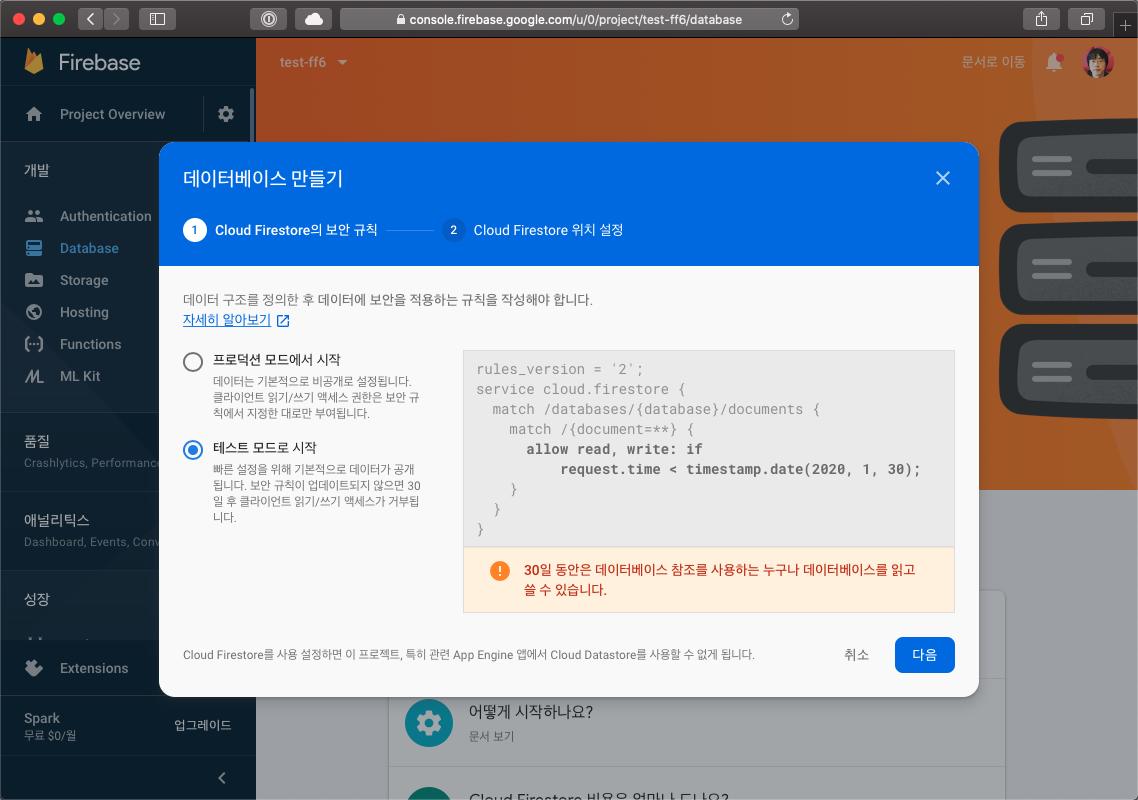 console.firebase.google.com/u/0/project/test-ff6/database
Firebase
test-ff6
문서로 이동
Project Overview
개발
Authentication
Database
Storage
Hosting
Functions
ML Kit
품질
Crashlytics, Performance
애널리틱스
Dashboard, Events, Conv
성장
Extensions
Spark
무료 $0/월
업그레이드
데이터베이스 만들기
1 Cloud Firestore의 보안 규칙
2 Cloud Firestore 위치 설정
데이터 구조를 정의한 후 데이터에 보안을 적용하는 규칙을 작성해야 합니다.
자세히 알아보기
프로덕션 모드에서 시작
데이터는 기본적으로 비공개로 설정됩니다.
클라이언트 읽기/쓰기 액세스 권한은 보안 규
칙에서 지정한 대로만 부여됩니다.
테스트 모드로 시작
빠른 설정을 위해 기본적으로 데이터가 공개
됩니다. 보안 규칙이 업데이트되지 않으면 30
일 후 클라이언트 읽기/쓰기 액세스가 거부됩
니다.
rules_version = '2';
service cloud.firestore {
match /databases/{database}/documents {
match /{document=**} {
allow read, write: if
request.time < timestamp.date(2020, 1, 30);
}
}
}
30일 동안은 데이터베이스 참조를 사용하는 누구나 데이터베이스를 읽고
쓸 수 있습니다.
Cloud Firestore를 사용 설정하면 이 프로젝트, 특히 관련 App Engine 앱에서 Cloud Datastore를 사용할 수 없게 됩니다.
취소
다음
어떻게 시작하나요?
문서 보기
Cloud Firestore 비용은 얼마나 드나요?